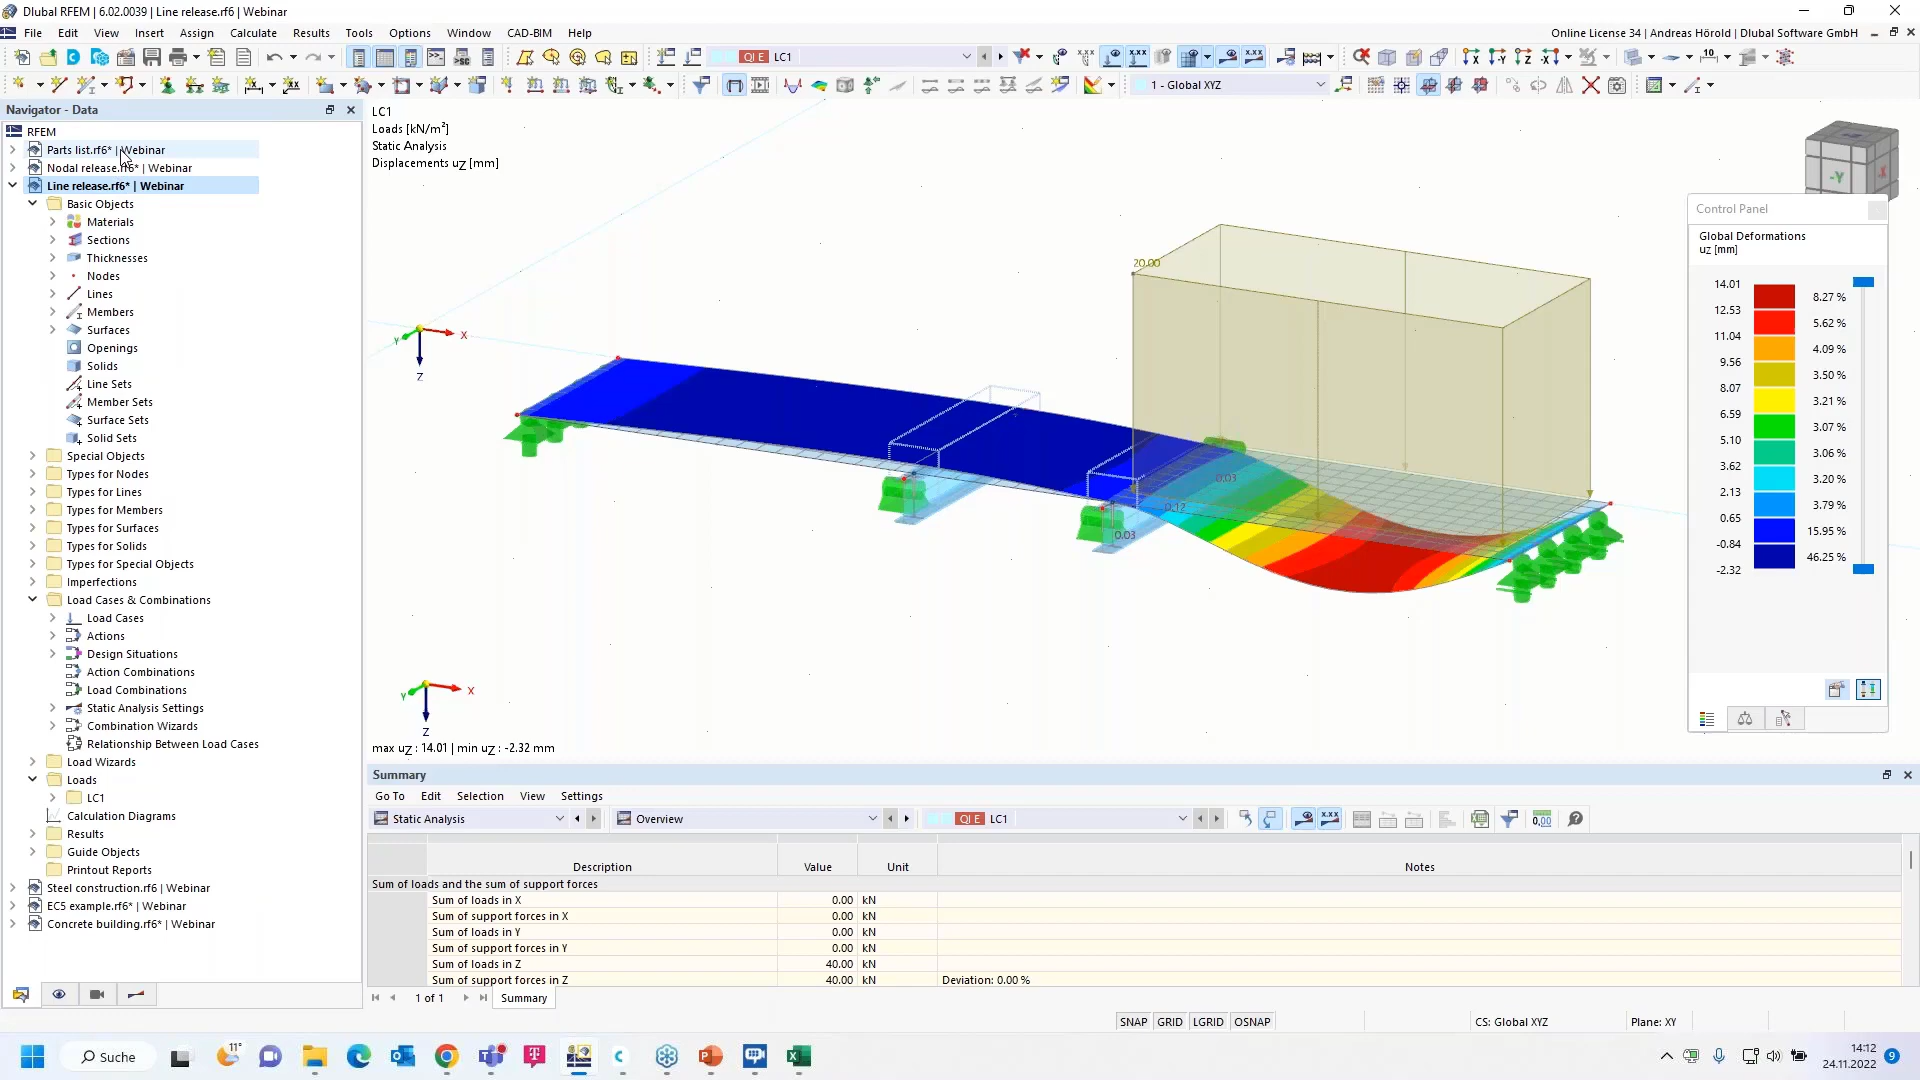 Dlubal RFEM | 6.02.0039 | Line release.rf6 | Webinar
File Edit View Insert Assign Calculate Results Tools Options Window CAD-BIM Help
Online License 34 | Andreas Hörold | Dlubal Software GmbH
QI E LC1
1 - Global XYZ
Navigator - Data
RFEM
Parts list.rf6* | Webinar
Nodal release.rf6* | Webinar
Line release.rf6* | Webinar
Basic Objects
Materials
Sections
Thicknesses
Nodes
Lines
Members
Surfaces
Openings
Solids
Line Sets
Member Sets
Surface Sets
Solid Sets
Special Objects
Types for Nodes
Types for Lines
Types for Members
Types for Surfaces
Types for Solids
Types for Special Objects
Imperfections
Load Cases & Combinations
Load Cases
Actions
Design Situations
Action Combinations
Load Combinations
Static Analysis Settings
Combination Wizards
Relationship Between Load Cases
Load Wizards
Loads
LC1
Calculation Diagrams
Results
Guide Objects
Printout Reports
Steel construction.rf6 | Webinar
EC5 example.rf6* | Webinar
Concrete building.rf6* | Webinar
LC1
Loads [kN/m²]
Static Analysis
Displacements uZ [mm]
20.00
0.03
0.12
0.03
X
Y
Z
X
Y
Z
-Y
-X
max uZ : 14.01 | min uZ : -2.32 mm
Control Panel
Global Deformations
uZ [mm]
14.01
8.27 %
12.53
5.62 %
11.04
4.09 %
9.56
3.50 %
8.07
3.21 %
6.59
3.07 %
5.10
3.06 %
3.62
3.20 %
2.13
3.79 %
0.65
15.95 %
-0.84
46.25 %
-2.32
Summary
Go To Edit Selection View Settings
Static Analysis Overview QI E LC1
Description Value Unit Notes
Sum of loads and the sum of support forces
Sum of loads in X 0.00 kN
Sum of support forces in X 0.00 kN
Sum of loads in Y 0.00 kN
Sum of support forces in Y 0.00 kN
Sum of loads in Z 40.00 kN
Sum of support forces in Z 40.00 kN Deviation: 0.00 %
1 of 1 Summary
SNAP GRID LGRID OSNAP CS: Global XYZ Plane: XY
Suche
11°
14:12
24.11.2022
9